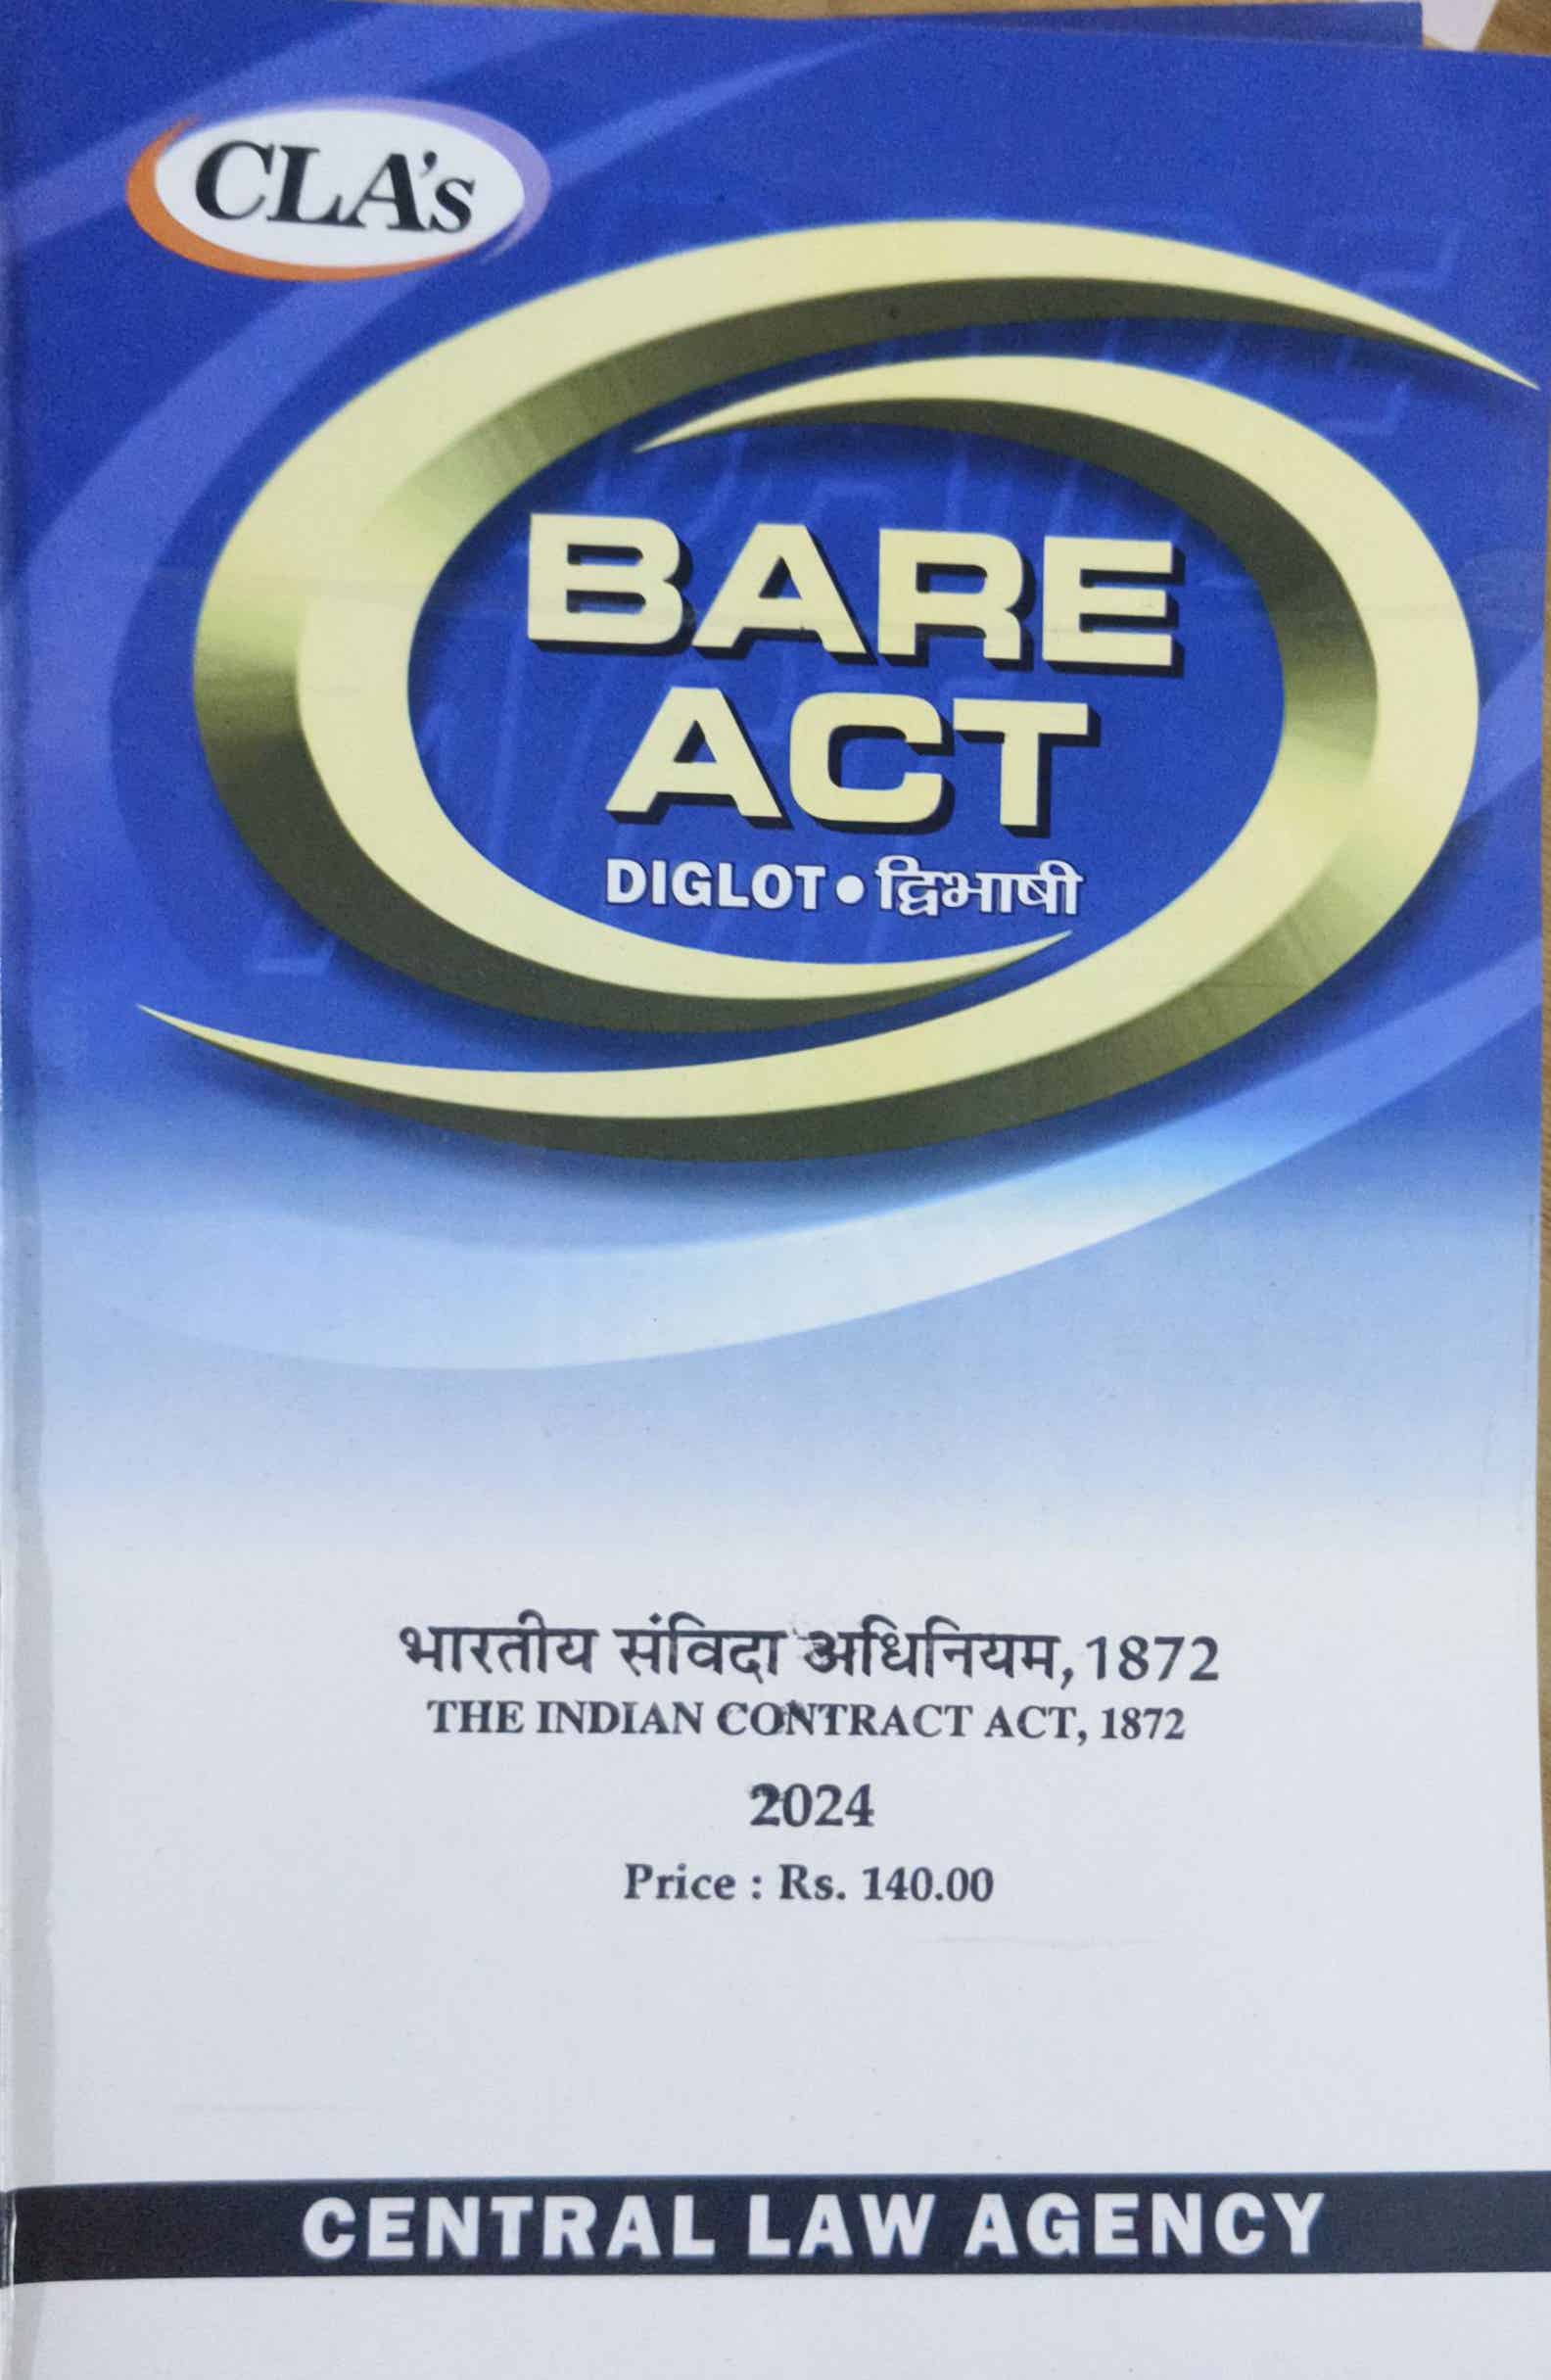 CLA's
BARE
ACT
DIGLOT • द्विभाषी
भारतीय संविदा अधिनियम, 1872
THE INDIAN CONTRACT ACT, 1872
2024
Price : Rs. 140.00
CENTRAL LAW AGENCY